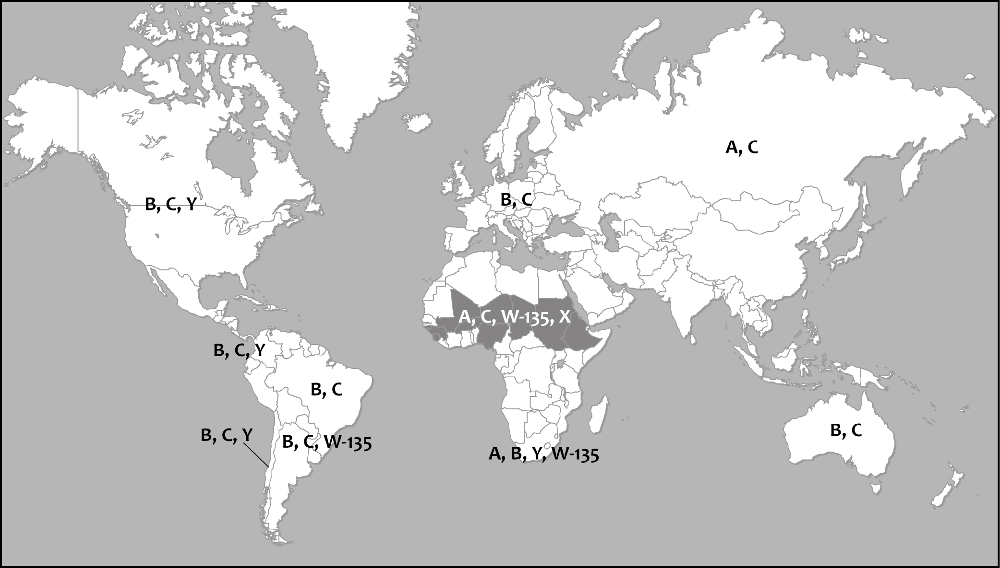 A, C
B, C
B, C, Y
A, C, W-135, X
B, C, Y
B, C
B, C
B, C, Y
B, C, W-135
A, B, Y, W-135